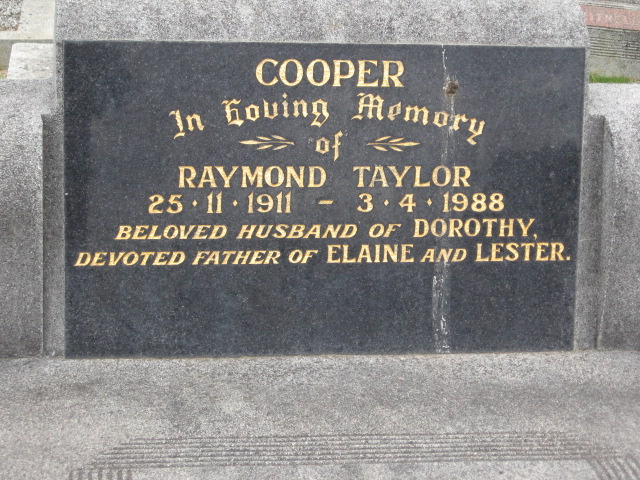 COOPER
In Loving Memory
of
RAYMOND TAYLOR
25·11·1911 – 3·4·1988
BELOVED HUSBAND OF DOROTHY,
DEVOTED FATHER OF ELAINE AND LESTER.